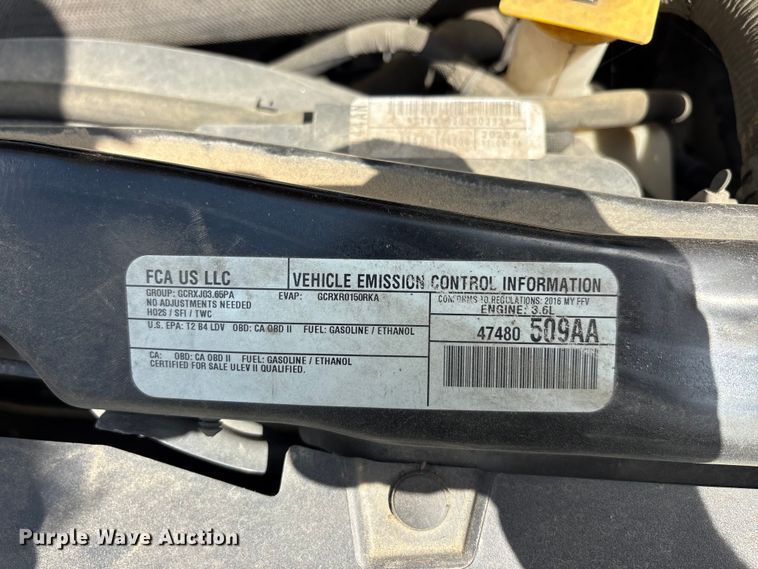 FCA US LLC
VEHICLE EMISSION CONTROL INFORMATION
GROUP: GCRXJ03.65PA EVAP: GCRXR0150RKA
NO ADJUSTMENTS NEEDED
HO2S / SFI / TWC
CONFORMS TO REGULATIONS: 2016 MY FFV
ENGINE: 3.6L
U.S. EPA: T2 B4 LDV OBD: CA OBD II FUEL: GASOLINE / ETHANOL
47480 509AA
CA: OBD: CA OBD II FUEL: GASOLINE / ETHANOL
CERTIFIED FOR SALE ULEV II QUALIFIED.
Purple Wave Auction